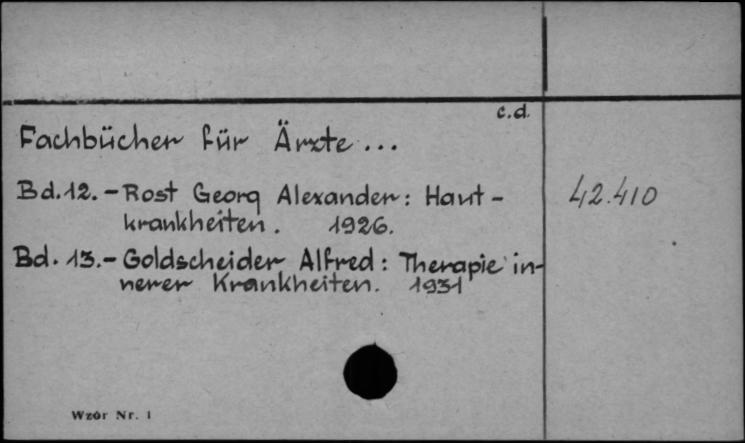 c.d.
Fachbücher für Ärzte...
Bd.12.- Rost Georg Alexander: Haut-
krankheiten. 1926.
42.410
Bd. 13.- Goldscheider Alfred: Therapie in-
nerer Krankheiten. 1931
Wzór Nr. 1